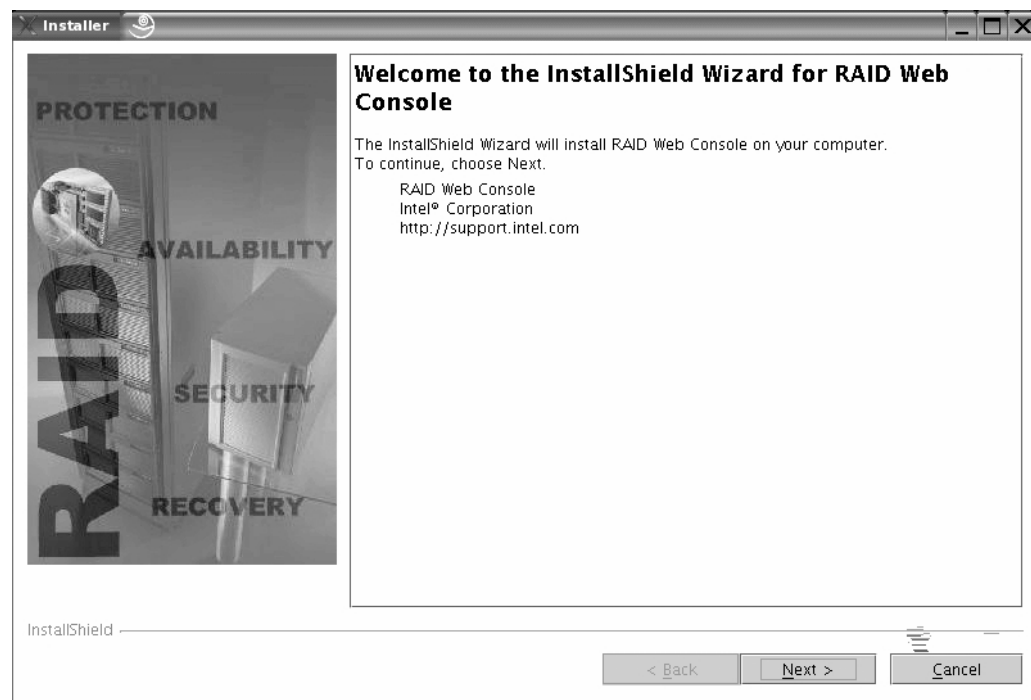 Installer
PROTECTION
AVAILABILITY
SECURITY
RECOVERY
RAID
Welcome to the InstallShield Wizard for RAID Web
Console
The InstallShield Wizard will install RAID Web Console on your computer.
To continue, choose Next.
RAID Web Console
Intel® Corporation
http://support.intel.com
InstallShield
< Back
Next >
Cancel